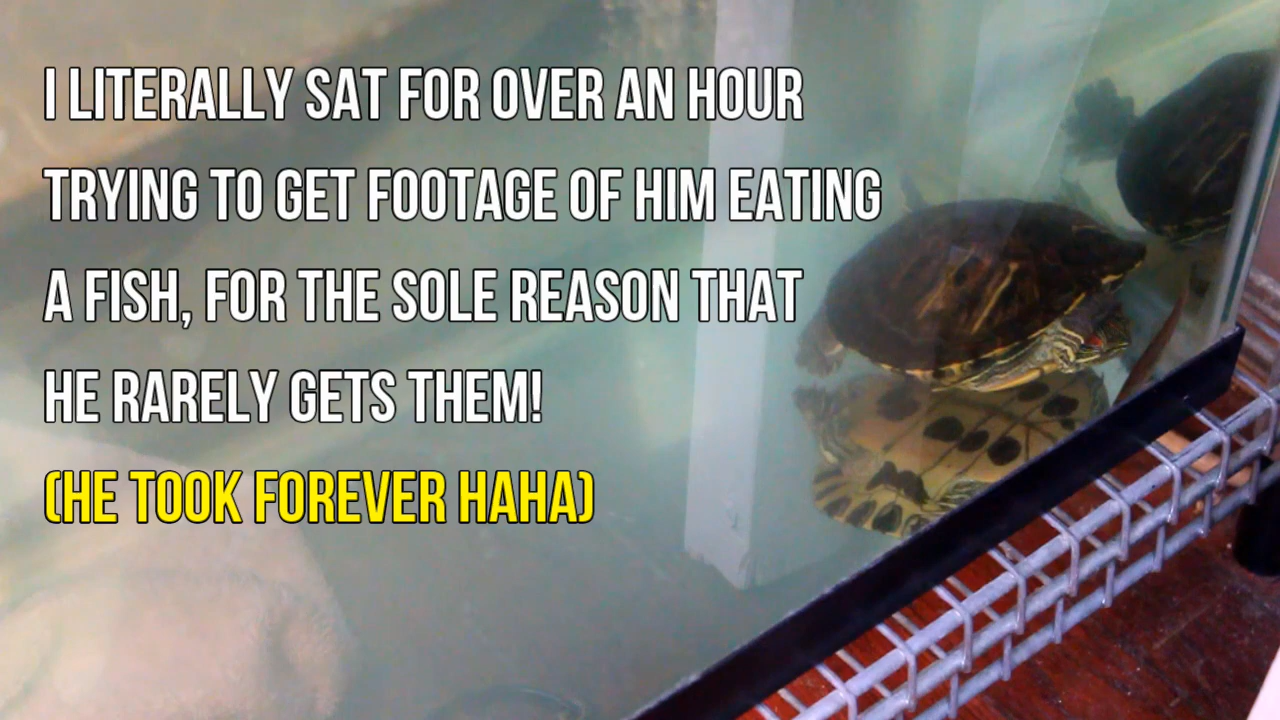 I LITERALLY SAT FOR OVER AN HOUR
TRYING TO GET FOOTAGE OF HIM EATING
A FISH, FOR THE SOLE REASON THAT
HE RARELY GETS THEM!
(HE TOOK FOREVER HAHA)